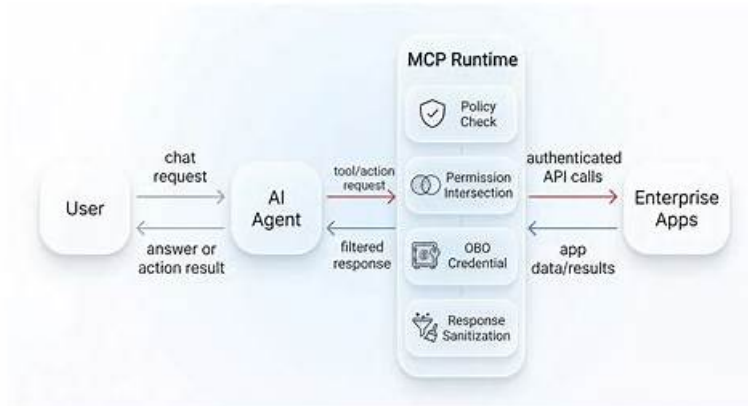 MCP Runtime
Policy
Check
chat
request
tool/action
request
authenticated
API calls
User
AI
Agent
Permission
Intersection
Enterprise
Apps
answer or
action result
filtered
response
OBO
Credential
app
data/results
Response
Sanitization